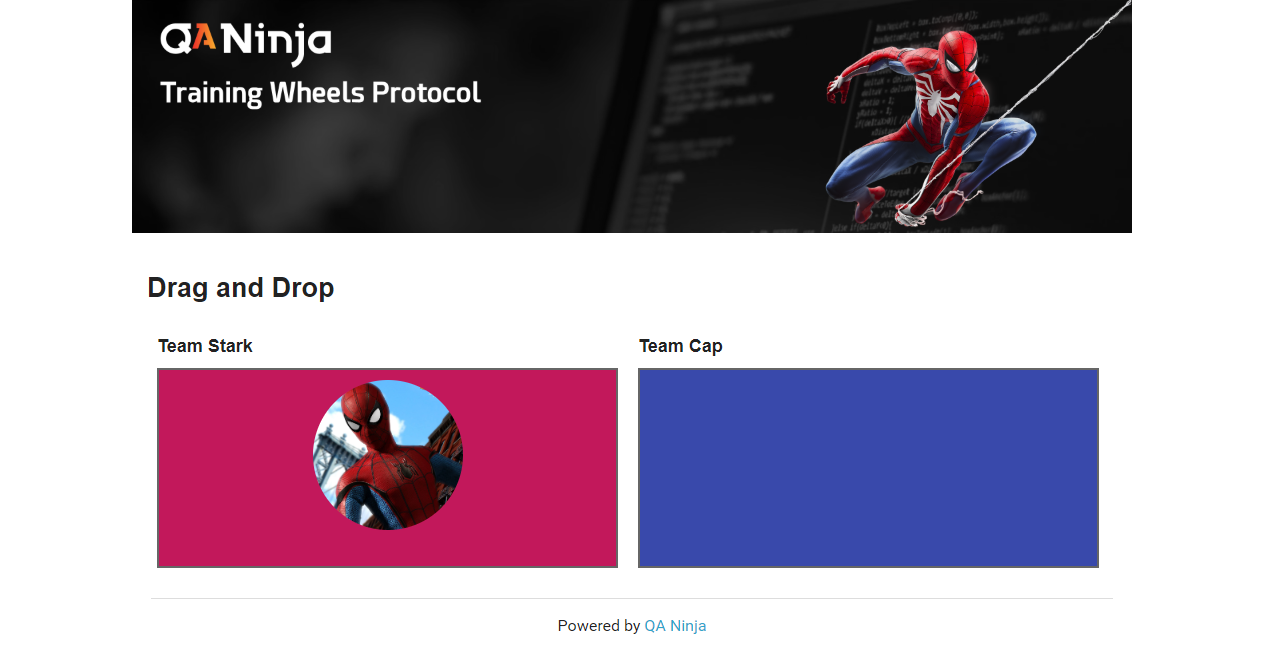 QA Ninja
Training Wheels Protocol
Drag and Drop
Team Stark
Team Cap
Powered by QA Ninja